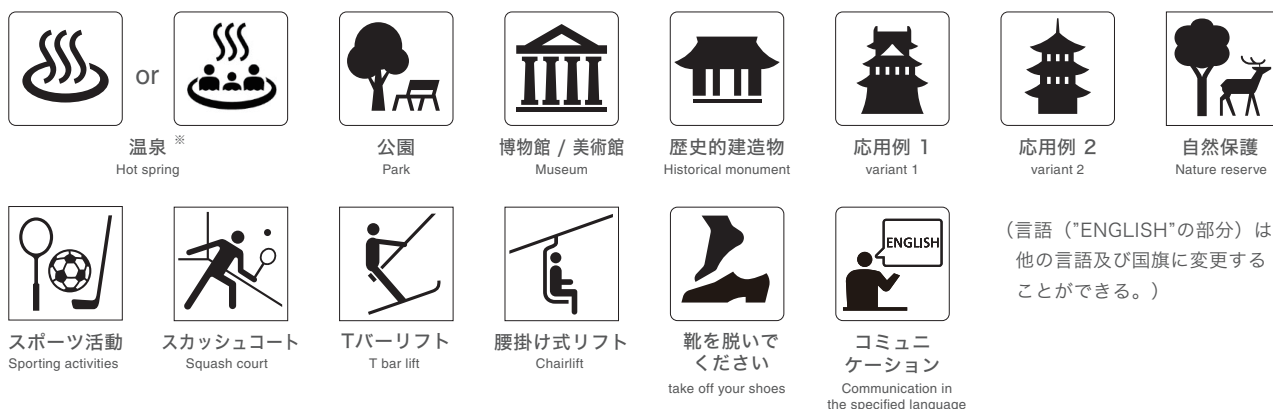 or
温泉 ※
Hot spring
公園
Park
博物館 / 美術館
Museum
歴史的建造物
Historical monument
応用例 1
variant 1
応用例 2
variant 2
自然保護
Nature reserve
スポーツ活動
Sporting activities
スカッシュコート
Squash court
Tバーリフト
T bar lift
腰掛け式リフト
Chairlift
靴を脱いで
ください
take off your shoes
ENGLISH
コミュニ
ケーション
Communication in
the specified language
（言語（”ENGLISH”の部分）は
他の言語及び国旗に変更する
ことができる。）